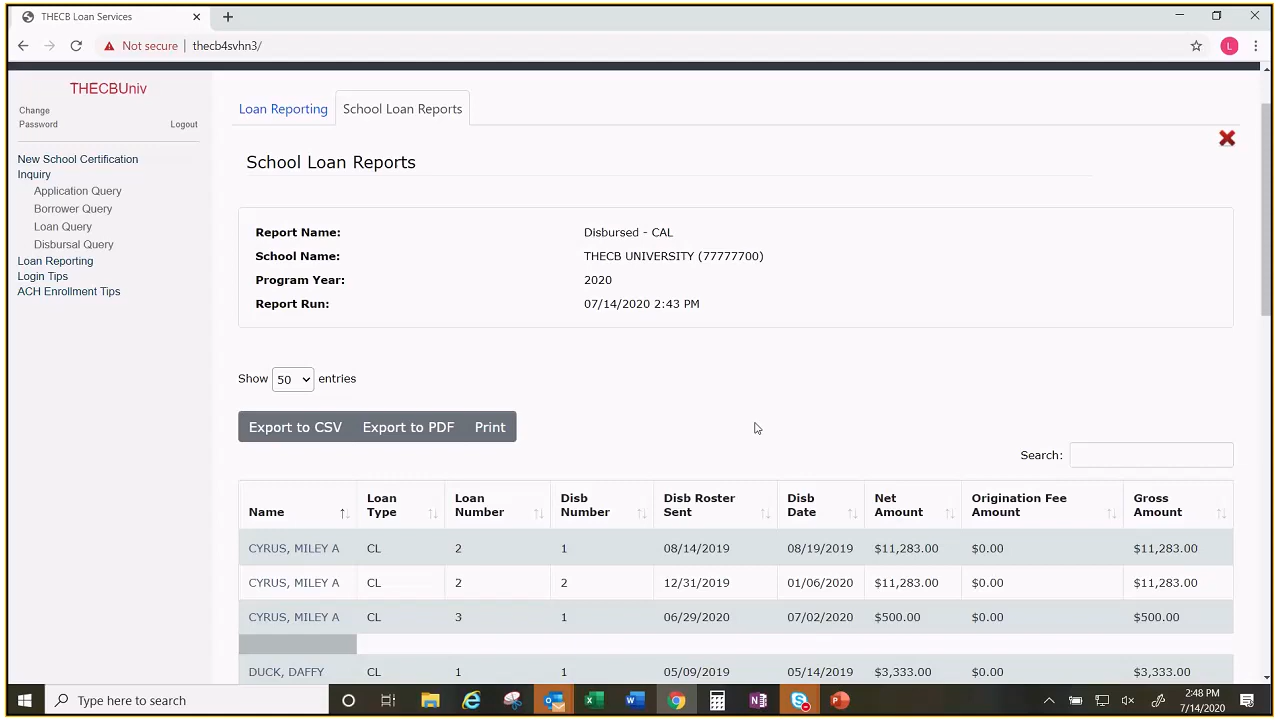 THECB Loan Services
Not secure | thecb4svhn3/
L
THECBUniv
Change
Password
Logout
New School Certification
Inquiry
Application Query
Borrower Query
Loan Query
Disbursal Query
Loan Reporting
Login Tips
ACH Enrollment Tips
Loan Reporting School Loan Reports
School Loan Reports
Report Name: Disbursed - CAL
School Name: THECB UNIVERSITY (77777700)
Program Year: 2020
Report Run: 07/14/2020 2:43 PM
Show 50 entries
Export to CSV Export to PDF Print
Search:
Name Loan Type Loan Number Disb Number Disb Roster Sent Disb Date Net Amount Origination Fee Amount Gross Amount
CYRUS, MILEY A CL 2 1 08/14/2019 08/19/2019 $11,283.00 $0.00 $11,283.00
CYRUS, MILEY A CL 2 2 12/31/2019 01/06/2020 $11,283.00 $0.00 $11,283.00
CYRUS, MILEY A CL 3 1 06/29/2020 07/02/2020 $500.00 $0.00 $500.00
DUCK, DAFFY CL 1 1 05/09/2019 05/14/2019 $3,333.00 $0.00 $3,333.00
Type here to search
2:48 PM
7/14/2020